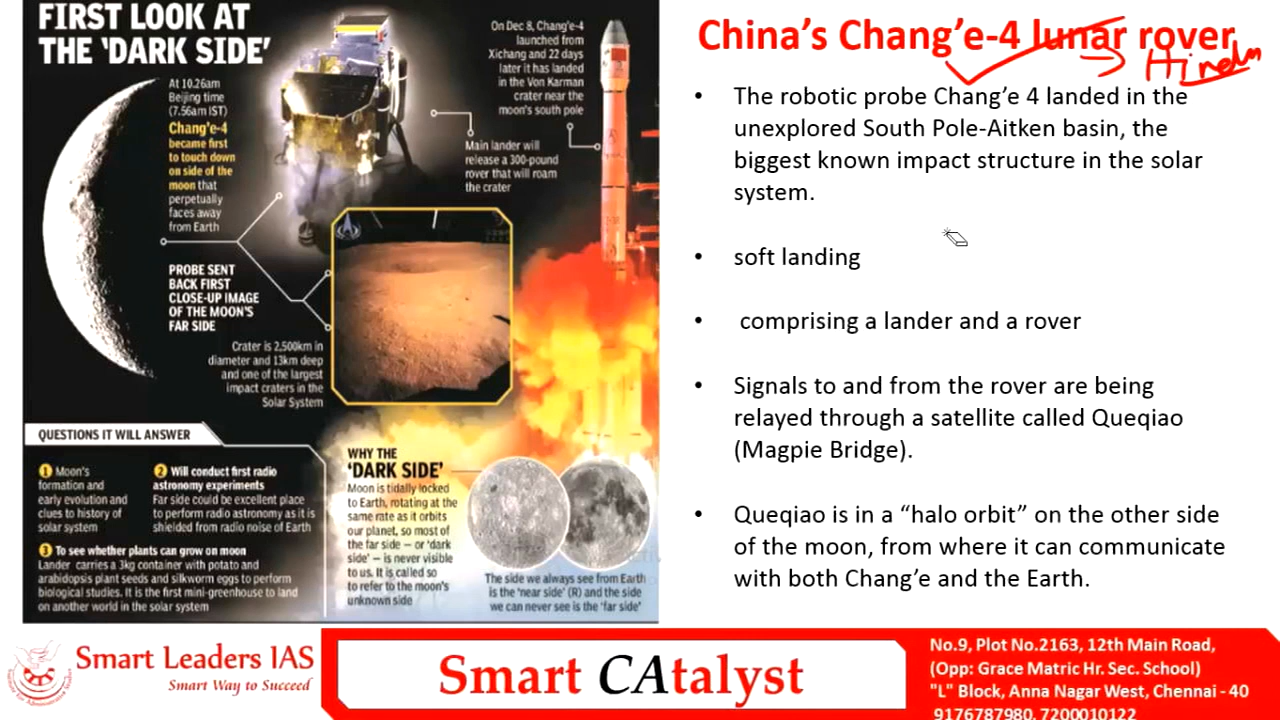 FIRST LOOK AT
THE 'DARK SIDE'
At 10.26am
Beijing time
(7.56am IST)
Chang'e-4
became first
to touch down
on side of the
moon that
perpetually
faces away
from Earth
On Dec 8, Chang'e-4
launched from
Xichang and 22 days
later it has landed
in the Von Karman
crater near the
moon's south pole
Main lander will
release a 300-pound
rover that will roam
the crater
PROBE SENT
BACK FIRST
CLOSE-UP IMAGE
OF THE MOON'S
FAR SIDE
Crater is 2,500km in
diameter and 13km deep
and one of the largest
impact craters in the
Solar System
QUESTIONS IT WILL ANSWER
1 Moon's
formation and
early evolution and
clues to history of
solar system
2 Will conduct first radio
astronomy experiments
Far side could be excellent place
to perform radio astronomy as it is
shielded from radio noise of Earth
3 To see whether plants can grow on moon
Lander carries a 3kg container with potato and
arabidopsis plant seeds and silkworm eggs to perform
biological studies. It is the first mini-greenhouse to land
on another world in the solar system
WHY THE
'DARK SIDE'
Moon is tidally locked
to Earth, rotating at the
same rate as it orbits
our planet, so most of
the far side — or 'dark
side' — is never visible
to us. It is called so
to refer to the moon's
unknown side
The side we always see from Earth
is the 'near side' (R) and the side
we can never see is the 'far side'
China's Chang'e-4 lunar rover
• The robotic probe Chang'e 4 landed in the
unexplored South Pole-Aitken basin, the
biggest known impact structure in the solar
system.
• soft landing
• comprising a lander and a rover
• Signals to and from the rover are being
relayed through a satellite called Queqiao
(Magpie Bridge).
• Queqiao is in a "halo orbit" on the other side
of the moon, from where it can communicate
with both Chang'e and the Earth.
Smart Leaders IAS
Smart Way to Succeed
Smart CAtalyst
No.9, Plot No.2163, 12th Main Road,
(Opp: Grace Matric Hr. Sec. School)
"L" Block, Anna Nagar West, Chennai - 40
9176787980, 7200010122